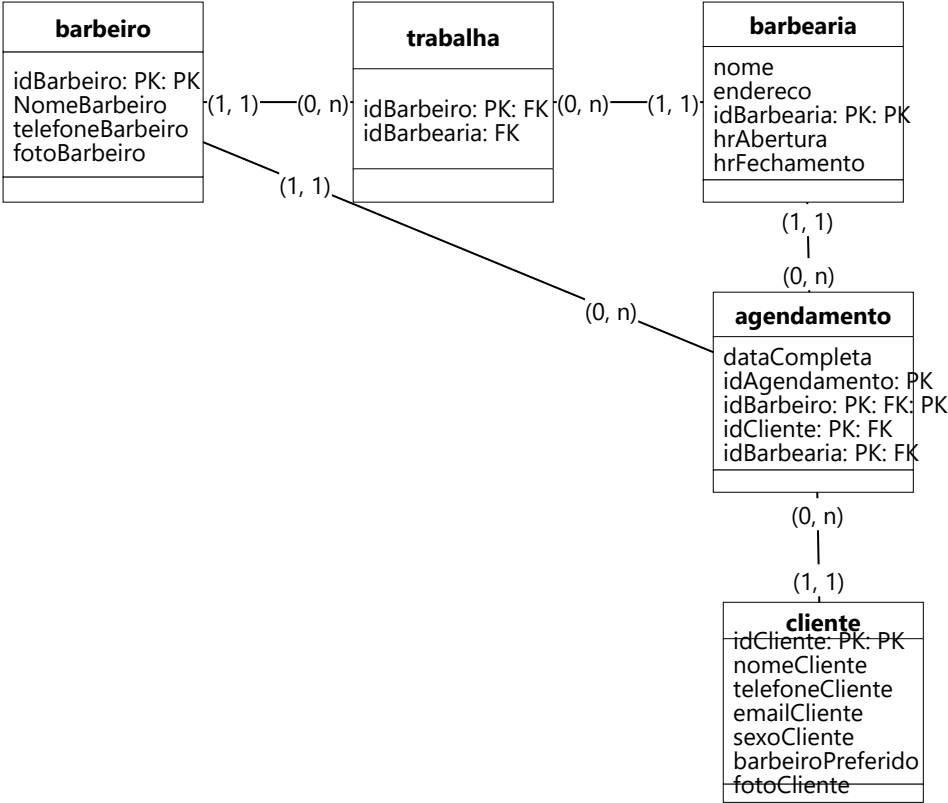 barbeiro
idBarbeiro: PK: PK
NomeBarbeiro
telefoneBarbeiro
fotoBarbeiro
(1, 1)
(0, n)
trabalha
idBarbeiro: PK: FK
idBarbearia: FK
(0, n)
(1, 1)
barbearia
nome
endereco
idBarbearia: PK: PK
hrAbertura
hrFechamento
(1, 1)
(0, n)
(1, 1)
(0, n)
agendamento
dataCompleta
idAgendamento: PK
idBarbeiro: PK: FK: PK
idCliente: PK: FK
idBarbearia: PK: FK
(0, n)
(1, 1)
cliente
idCliente: PK: PK
nomeCliente
telefoneCliente
emailCliente
sexoCliente
barbeiroPreferido
fotoCliente